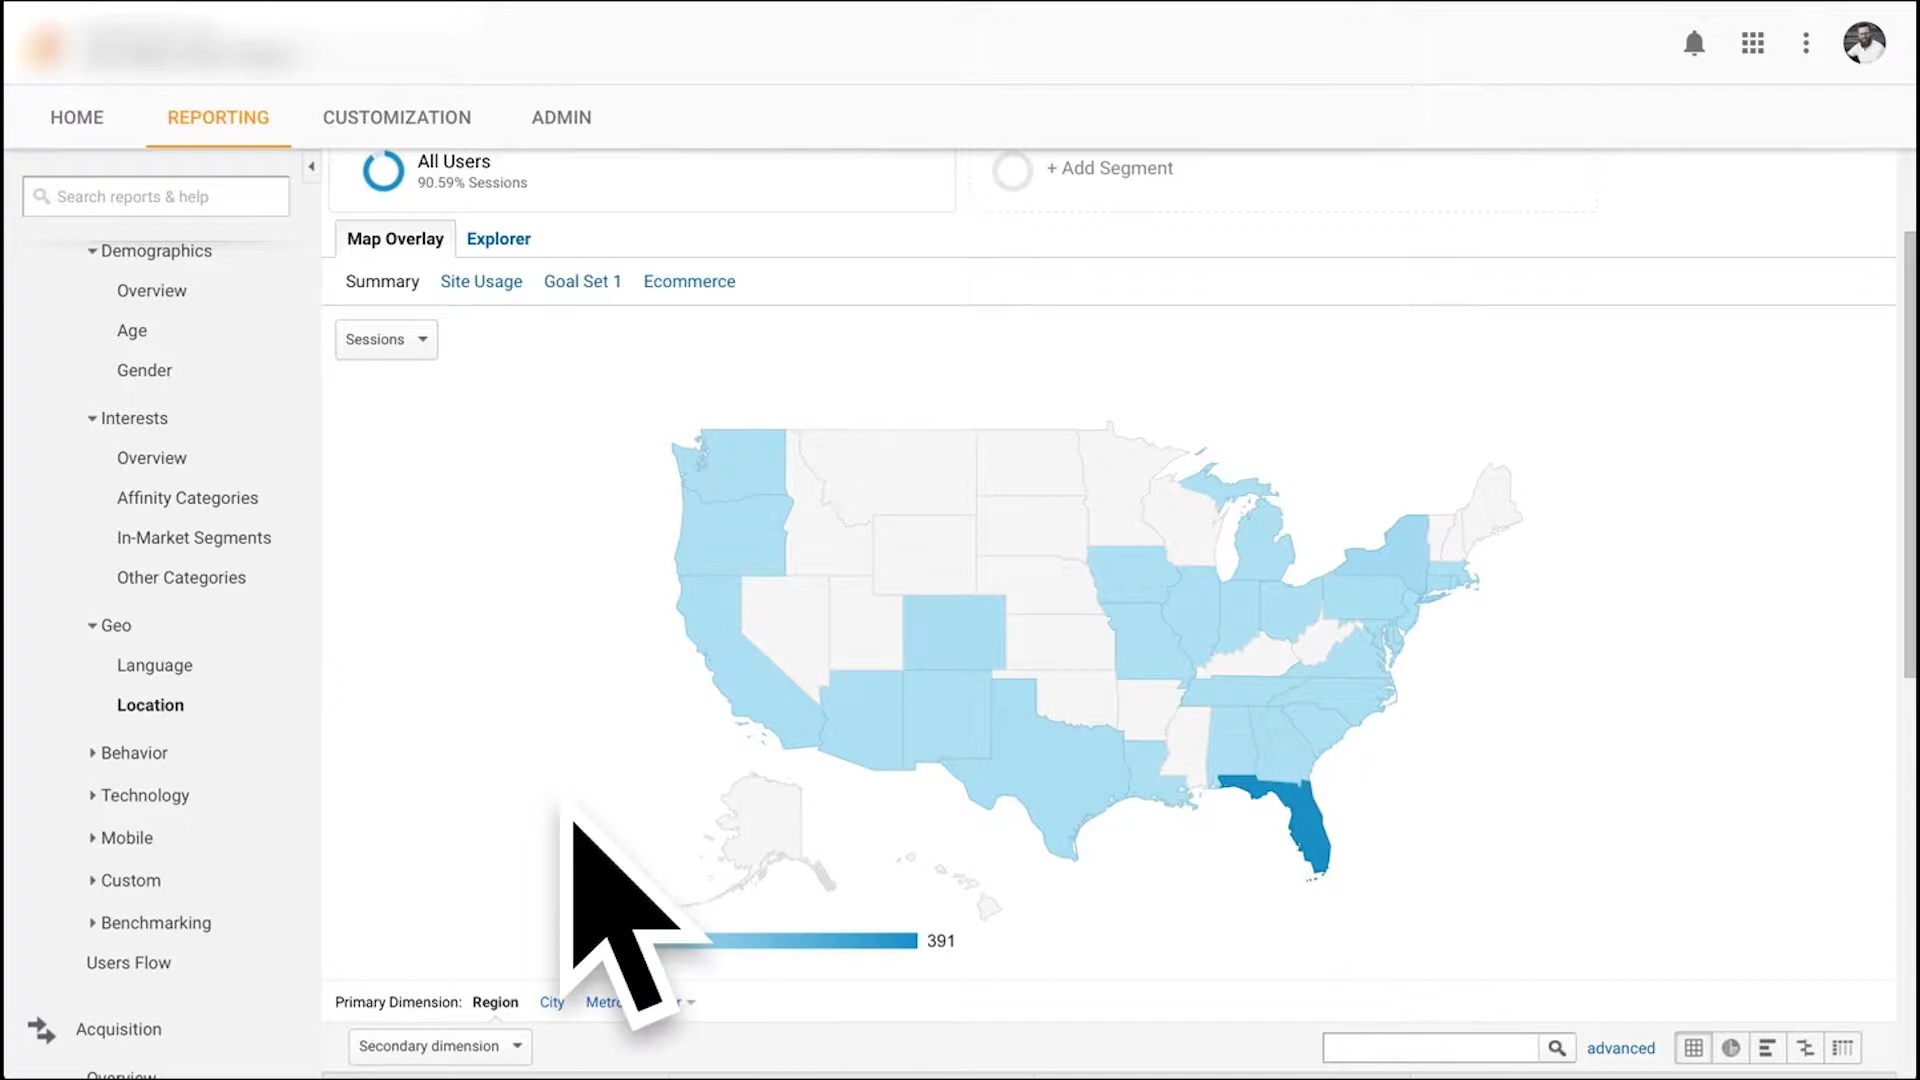 HOME REPORTING CUSTOMIZATION ADMIN
All Users
90.59% Sessions
+ Add Segment
Search reports & help
Map Overlay Explorer
Summary Site Usage Goal Set 1 Ecommerce
Sessions
Demographics
Overview
Age
Gender
Interests
Overview
Affinity Categories
In-Market Segments
Other Categories
Geo
Language
Location
Behavior
Technology
Mobile
Custom
Benchmarking
Users Flow
Acquisition
Overview
391
Primary Dimension: Region City
Secondary dimension
advanced